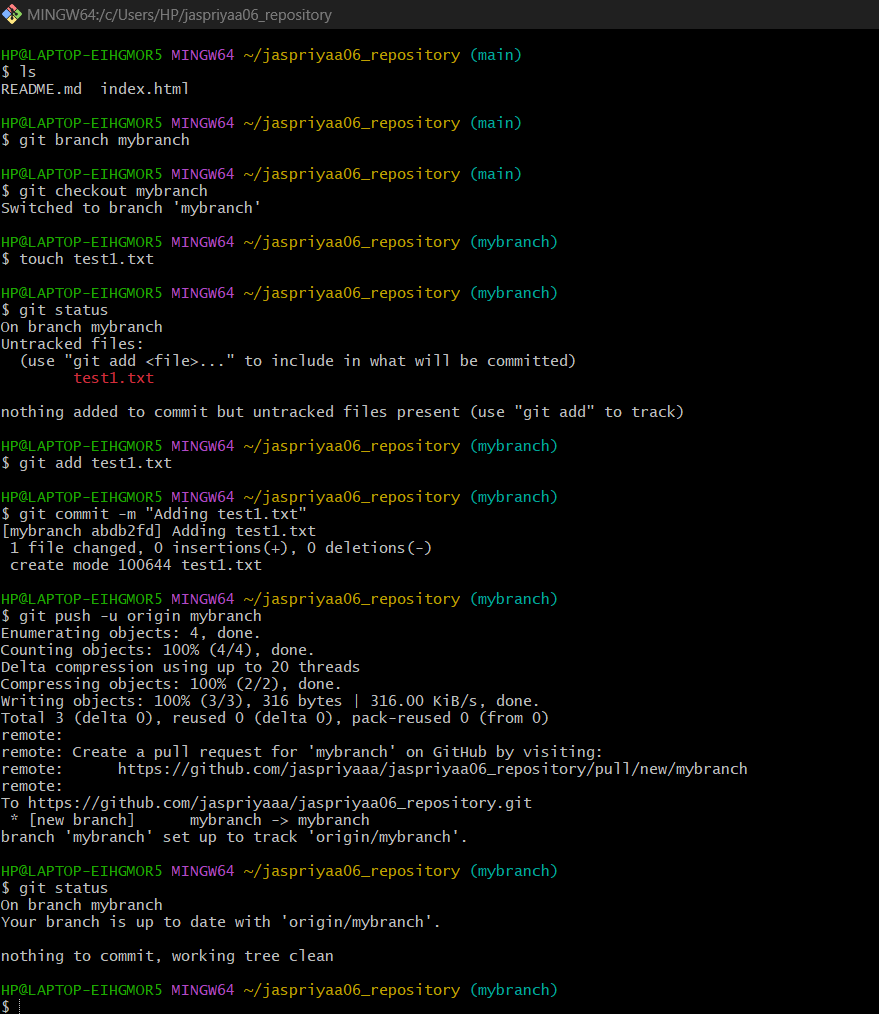 MINGW64:/c/Users/HP/jaspriyaa06_repository
HP@LAPTOP-EIHGMOR5 MINGW64 ~/jaspriyaa06_repository (main)
$ ls
README.md  index.html
HP@LAPTOP-EIHGMOR5 MINGW64 ~/jaspriyaa06_repository (main)
$ git branch mybranch
HP@LAPTOP-EIHGMOR5 MINGW64 ~/jaspriyaa06_repository (main)
$ git checkout mybranch
Switched to branch 'mybranch'
HP@LAPTOP-EIHGMOR5 MINGW64 ~/jaspriyaa06_repository (mybranch)
$ touch test1.txt
HP@LAPTOP-EIHGMOR5 MINGW64 ~/jaspriyaa06_repository (mybranch)
$ git status
On branch mybranch
Untracked files:
  (use "git add <file>..." to include in what will be committed)
        test1.txt
nothing added to commit but untracked files present (use "git add" to track)
HP@LAPTOP-EIHGMOR5 MINGW64 ~/jaspriyaa06_repository (mybranch)
$ git add test1.txt
HP@LAPTOP-EIHGMOR5 MINGW64 ~/jaspriyaa06_repository (mybranch)
$ git commit -m "Adding test1.txt"
[mybranch abdb2fd] Adding test1.txt
 1 file changed, 0 insertions(+), 0 deletions(-)
 create mode 100644 test1.txt
HP@LAPTOP-EIHGMOR5 MINGW64 ~/jaspriyaa06_repository (mybranch)
$ git push -u origin mybranch
Enumerating objects: 4, done.
Counting objects: 100% (4/4), done.
Delta compression using up to 20 threads
Compressing objects: 100% (2/2), done.
Writing objects: 100% (3/3), 316 bytes | 316.00 KiB/s, done.
Total 3 (delta 0), reused 0 (delta 0), pack-reused 0 (from 0)
remote:
remote: Create a pull request for 'mybranch' on GitHub by visiting:
remote:      https://github.com/jaspriyaaa/jaspriyaa06_repository/pull/new/mybranch
remote:
To https://github.com/jaspriyaaa/jaspriyaa06_repository.git
 * [new branch]      mybranch -> mybranch
branch 'mybranch' set up to track 'origin/mybranch'.
HP@LAPTOP-EIHGMOR5 MINGW64 ~/jaspriyaa06_repository (mybranch)
$ git status
On branch mybranch
Your branch is up to date with 'origin/mybranch'.
nothing to commit, working tree clean
HP@LAPTOP-EIHGMOR5 MINGW64 ~/jaspriyaa06_repository (mybranch)
$